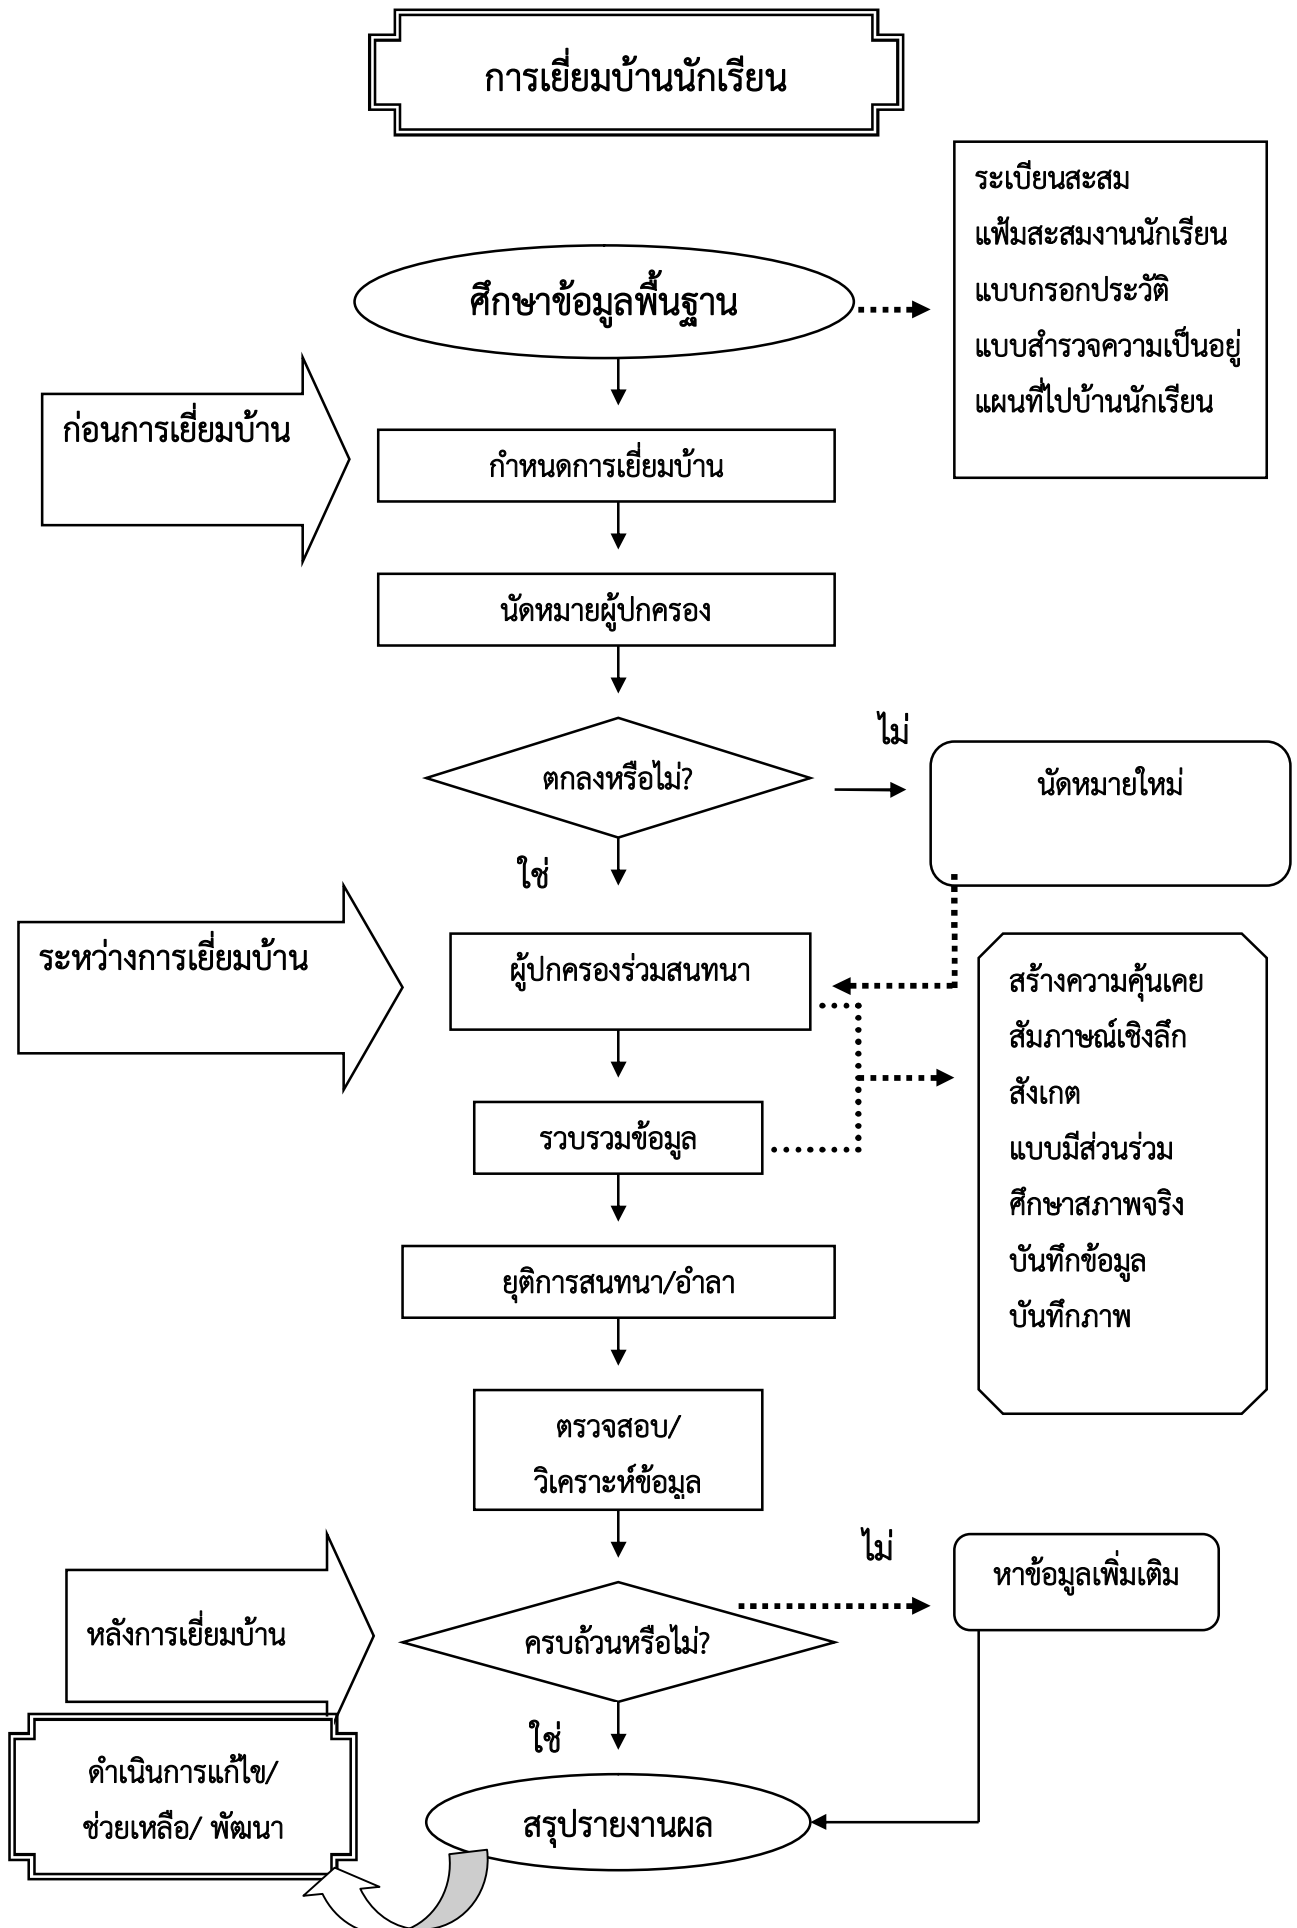 การเยี่ยมบ้านนักเรียน
ศึกษาข้อมูลพื้นฐาน
ระเบียนสะสม
แฟ้มสะสมงานนักเรียน
แบบกรอกประวัติ
แบบสำรวจความเป็นอยู่
แผนที่ไปบ้านนักเรียน
ก่อนการเยี่ยมบ้าน
กำหนดการเยี่ยมบ้าน
นัดหมายผู้ปกครอง
ตกลงหรือไม่?
ไม่
นัดหมายใหม่
ใช่
ระหว่างการเยี่ยมบ้าน
ผู้ปกครองร่วมสนทนา
สร้างความคุ้นเคย
สัมภาษณ์เชิงลึก
สังเกต
แบบมีส่วนร่วม
ศึกษาสภาพจริง
บันทึกข้อมูล
บันทึกภาพ
รวบรวมข้อมูล
ยุติการสนทนา/อำลา
ตรวจสอบ/
วิเคราะห์ข้อมูล
หลังการเยี่ยมบ้าน
ครบถ้วนหรือไม่?
ไม่
หาข้อมูลเพิ่มเติม
ใช่
ดำเนินการแก้ไข/
ช่วยเหลือ/ พัฒนา
สรุปรายงานผล